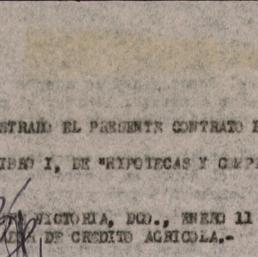 STRADO EL PRESENTE CONTRATO
IBRO I, DE "HIPOTECAS Y
VICTORIA, DGO., ENERO 11
DE CREDITO AGRICOLA.-